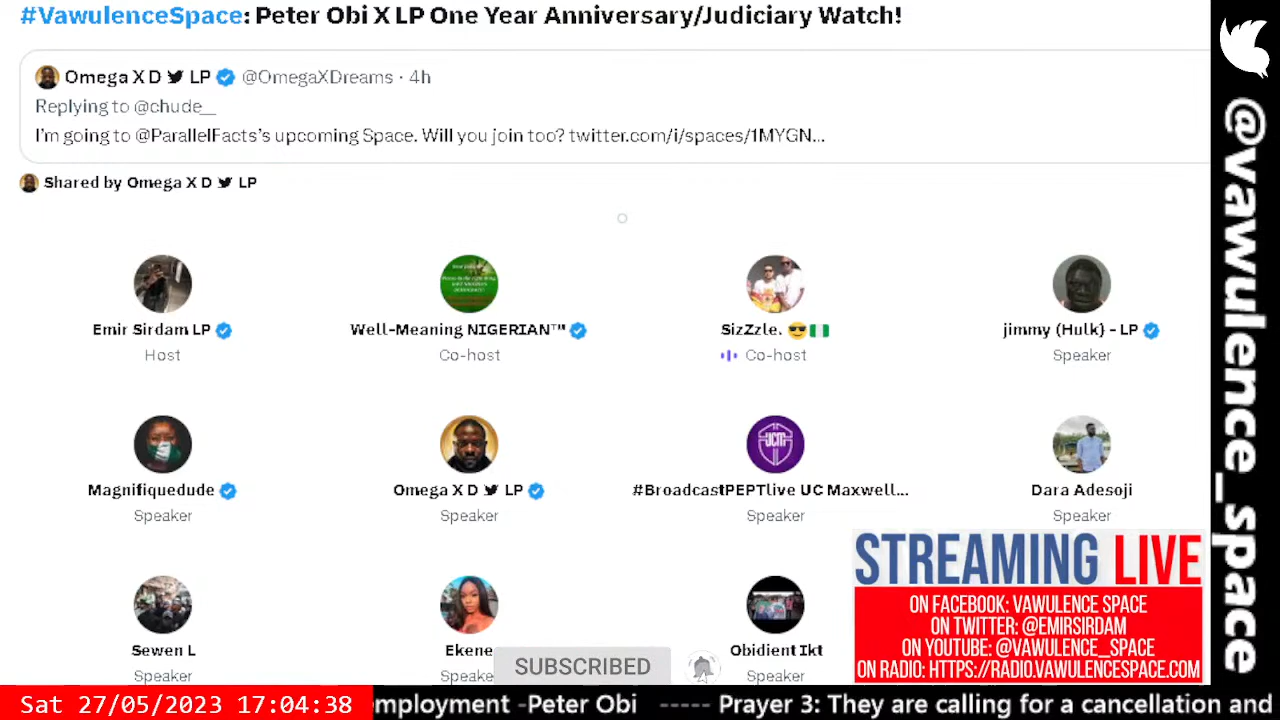 #VawulenceSpace: Peter Obi X LP One Year Anniversary/Judiciary Watch!
Omega X D LP @OmegaXDreams · 4h
Replying to @chude__
I'm going to @ParallelFacts's upcoming Space. Will you join too? twitter.com/i/spaces/1MYGN...
Shared by Omega X D LP
Emir Sirdam LP
Host
Well-Meaning NIGERIAN™
Co-host
SizZzle. 😎🇳🇬
Co-host
jimmy (Hulk) - LP
Speaker
Magnifiquedude
Speaker
Omega X D LP
Speaker
UCM
#BroadcastPEPTlive UC Maxwell...
Speaker
Dara Adesoji
Speaker
Sewen L
Speaker
Ekene
Speake
Obidient Ikt
Speaker
SUBSCRIBED
STREAMING LIVE
ON FACEBOOK: VAWULENCE SPACE
ON TWITTER: @EMIRSIRDAM
ON YOUTUBE: @VAWULENCE_SPACE
ON RADIO: HTTPS://RADIO.VAWULENCESPACE.COM
@vawulence_space
Sat 27/05/2023 17:04:38
mployment -Peter Obi ----- Prayer 3: They are calling for a cancellation and